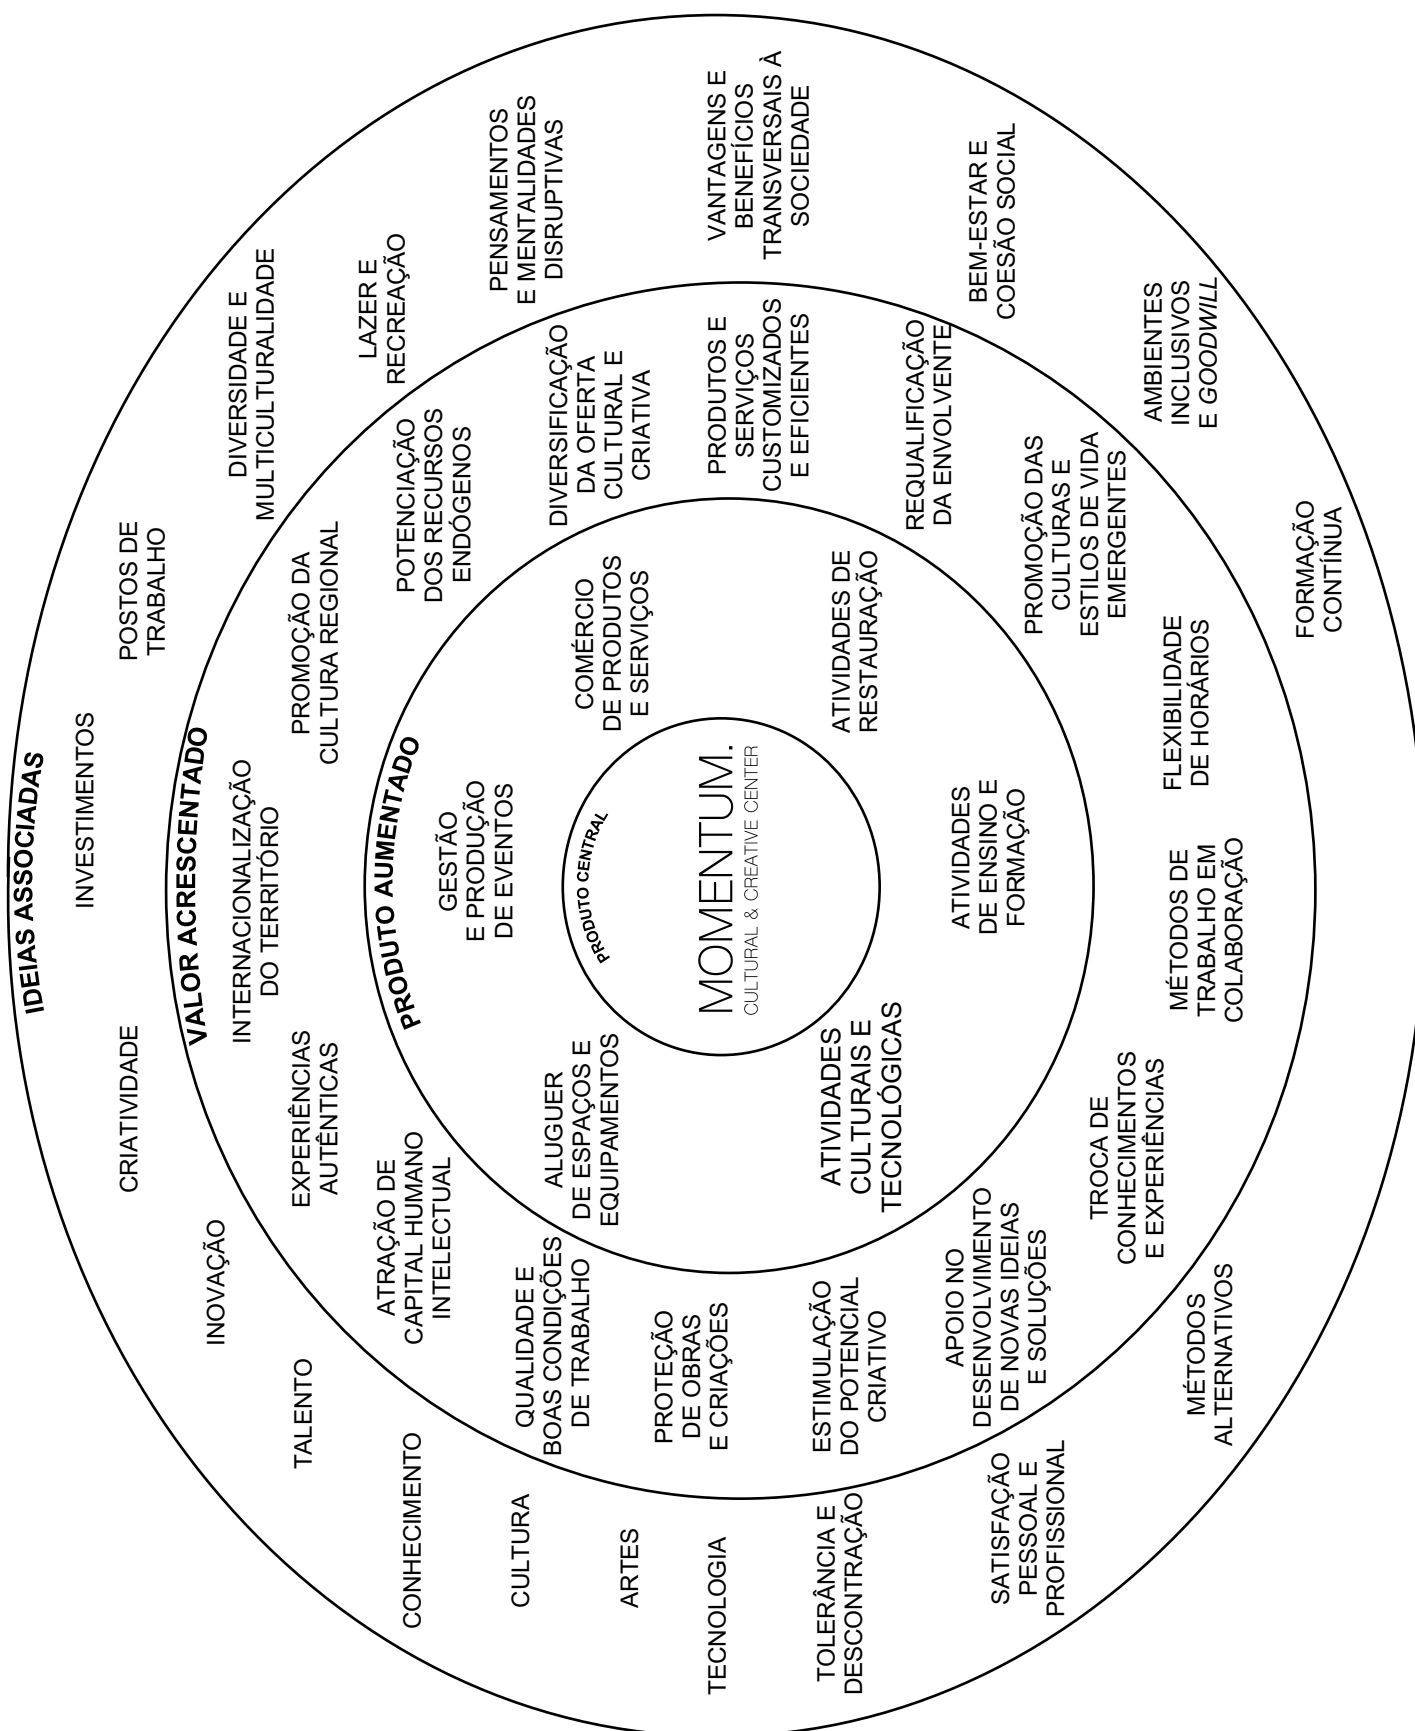 IDEIAS ASSOCIADAS
INVESTIMENTOS
POSTOS DE
TRABALHO
DIVERSIDADE E
MULTICULTURALIDADE
LAZER E
RECREAÇÃO
PENSAMENTOS
E MENTALIDADES
DISRUPTIVAS
VANTAGENS E
BENEFÍCIOS
TRANSVERSAIS À
SOCIEDADE
BEM-ESTAR E
COESÃO SOCIAL
AMBIENTES
INCLUSIVOS
E GOODWILL
FORMAÇÃO
CONTÍNUA
MÉTODOS
ALTERNATIVOS
SATISFAÇÃO
PESSOAL E
PROFISSIONAL
TOLERÂNCIA E
DESCONTRAÇÃO
TECNOLOGIA
ARTES
CULTURA
CONHECIMENTO
TALENTO
INOVAÇÃO
CRIATIVIDADE
VALOR ACRESCENTADO
INTERNACIONALIZAÇÃO
DO TERRITÓRIO
PROMOÇÃO DA
CULTURA REGIONAL
POTENCIAÇÃO
DOS RECURSOS
ENDÓGENOS
DIVERSIFICAÇÃO
DA OFERTA
CULTURAL E
CRIATIVA
PRODUTOS E
SERVIÇOS
CUSTOMIZADOS
E EFICIENTES
REQUALIFICAÇÃO
DA ENVOLVENTE
PROMOÇÃO DAS
CULTURAS E
ESTILOS DE VIDA
EMERGENTES
FLEXIBILIDADE
DE HORÁRIOS
MÉTODOS DE
TRABALHO EM
COLABORAÇÃO
TROCA DE
CONHECIMENTOS
E EXPERIÊNCIAS
APOIO NO
DESENVOLVIMENTO
DE NOVAS IDEIAS
E SOLUÇÕES
ESTIMULAÇÃO
DO POTENCIAL
CRIATIVO
PROTEÇÃO
DE OBRAS
E CRIAÇÕES
QUALIDADE E
BOAS CONDIÇÕES
DE TRABALHO
ATRAÇÃO DE
CAPITAL HUMANO
INTELECTUAL
EXPERIÊNCIAS
AUTÊNTICAS
PRODUTO AUMENTADO
GESTÃO
E PRODUÇÃO
DE EVENTOS
COMÉRCIO
DE PRODUTOS
E SERVIÇOS
ATIVIDADES DE
RESTAURAÇÃO
ATIVIDADES
DE ENSINO E
FORMAÇÃO
ATIVIDADES
CULTURAIS E
TECNOLÓGICAS
ALUGUER
DE ESPAÇOS E
EQUIPAMENTOS
PRODUTO CENTRAL
MOMENTUM.
CULTURAL & CREATIVE CENTER